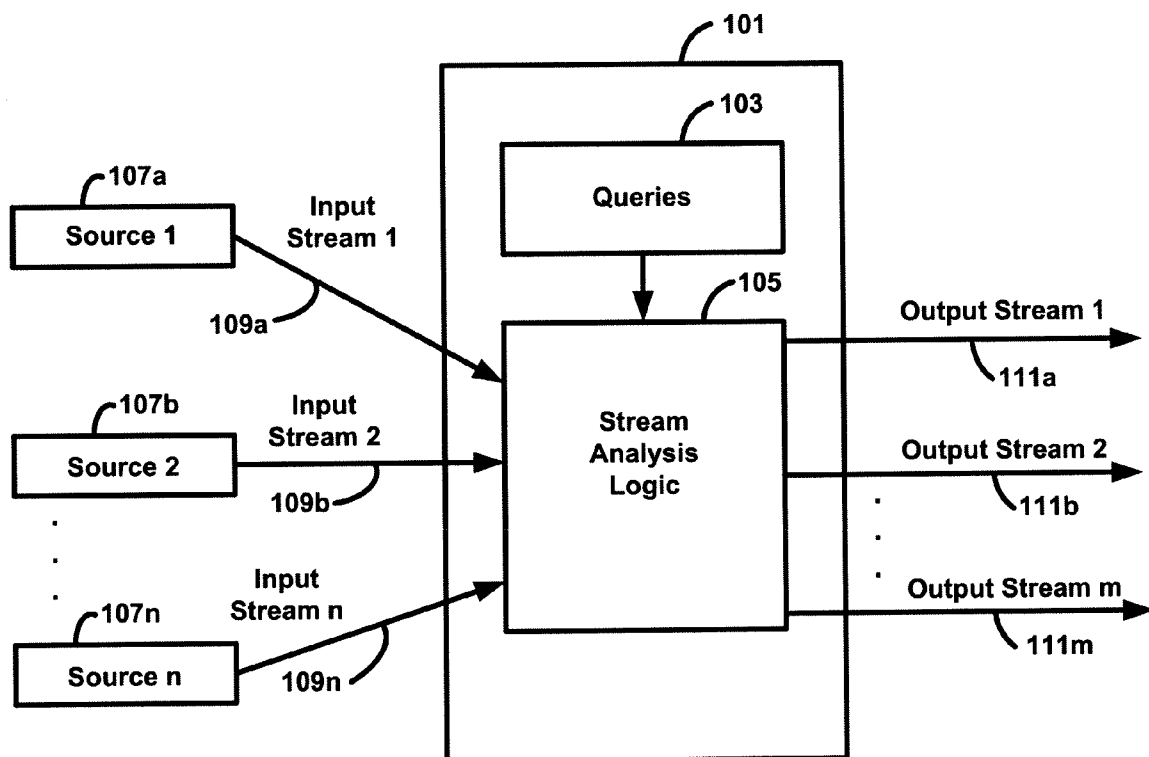 101
103
Queries
107a
Source 1
Input
Stream 1
109a
105
Stream
Analysis
Logic
Output Stream 1
111a
107b
Source 2
Input
Stream 2
109b
Output Stream 2
111b
.
.
.
.
.
.
107n
Source n
Input
Stream n
109n
Output Stream m
111m